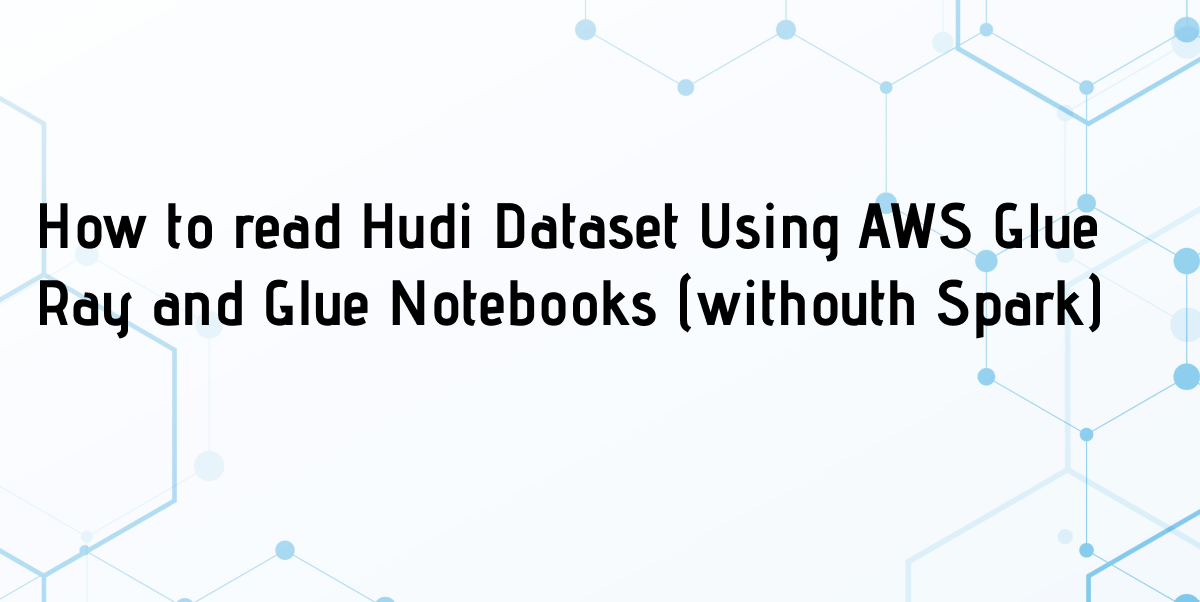 How to read Hudi Dataset Using AWS Glue
Ray and Glue Notebooks (withouth Spark)